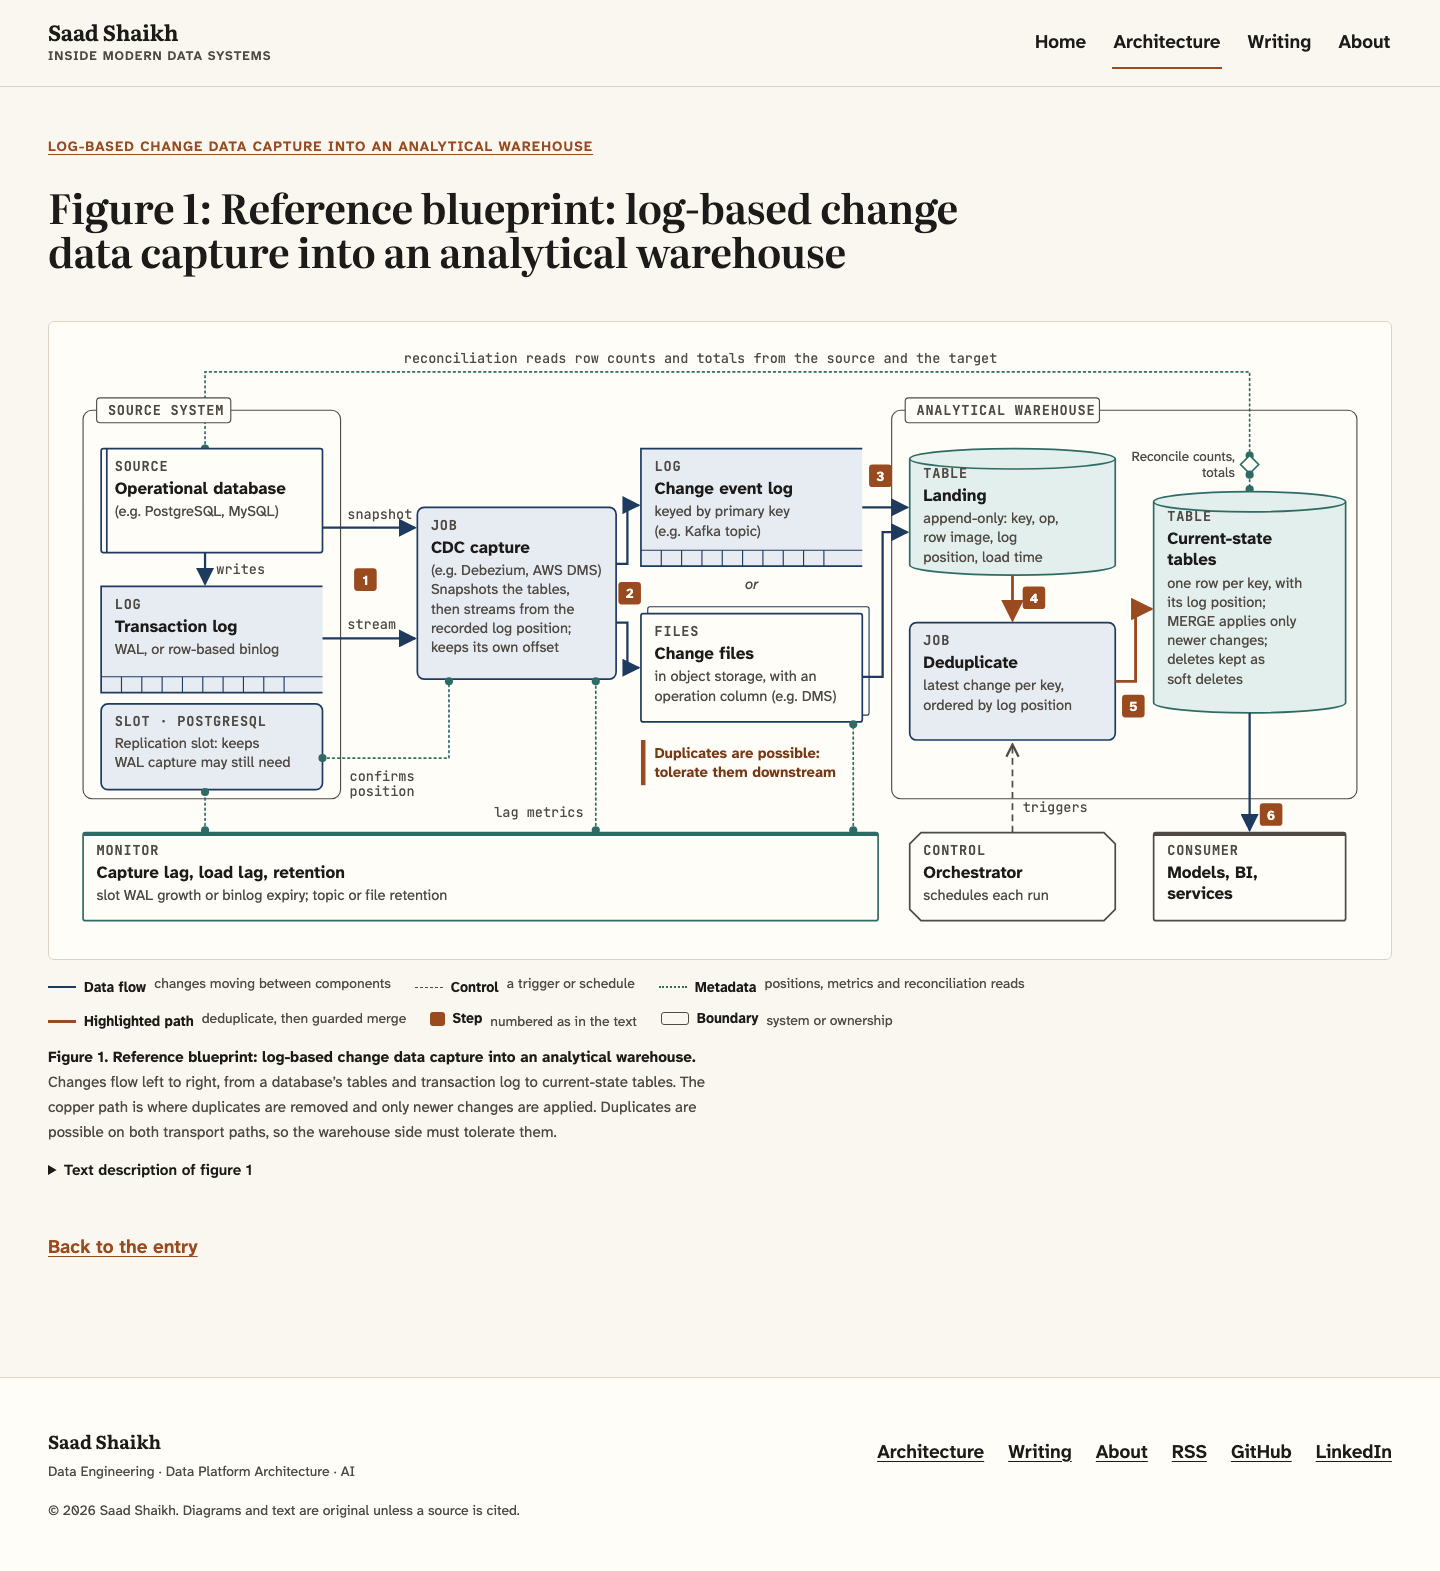 Saad Shaikh
INSIDE MODERN DATA SYSTEMS
Home Architecture Writing About
LOG-BASED CHANGE DATA CAPTURE INTO AN ANALYTICAL WAREHOUSE
Figure 1: Reference blueprint: log-based change
data capture into an analytical warehouse
reconciliation reads row counts and totals from the source and the target
SOURCE SYSTEM
SOURCE
Operational database
(e.g. PostgreSQL, MySQL)
writes
LOG
Transaction log
WAL, or row-based binlog
SLOT · POSTGRESQL
Replication slot: keeps
WAL capture may still need
snapshot
1
stream
confirms
position
JOB
CDC capture
(e.g. Debezium, AWS DMS)
Snapshots the tables,
then streams from the
recorded log position;
keeps its own offset
lag metrics
2
LOG
Change event log
keyed by primary key
(e.g. Kafka topic)
or
FILES
Change files
in object storage, with an
operation column (e.g. DMS)
Duplicates are possible:
tolerate them downstream
3
ANALYTICAL WAREHOUSE
TABLE
Landing
append-only: key, op,
row image, log
position, load time
4
JOB
Deduplicate
latest change per key,
ordered by log position
5
Reconcile counts,
totals
TABLE
Current-state
tables
one row per key, with
its log position;
MERGE applies only
newer changes;
deletes kept as
soft deletes
triggers
6
MONITOR
Capture lag, load lag, retention
slot WAL growth or binlog expiry; topic or file retention
CONTROL
Orchestrator
schedules each run
CONSUMER
Models, BI,
services
Data flow changes moving between components Control a trigger or schedule Metadata positions, metrics and reconciliation reads
Highlighted path deduplicate, then guarded merge Step numbered as in the text Boundary system or ownership
Figure 1. Reference blueprint: log-based change data capture into an analytical warehouse.
Changes flow left to right, from a database's tables and transaction log to current-state tables. The
copper path is where duplicates are removed and only newer changes are applied. Duplicates are
possible on both transport paths, so the warehouse side must tolerate them.
Text description of figure 1
Back to the entry
Saad Shaikh
Data Engineering · Data Platform Architecture · AI
© 2026 Saad Shaikh. Diagrams and text are original unless a source is cited.
Architecture Writing About RSS GitHub LinkedIn